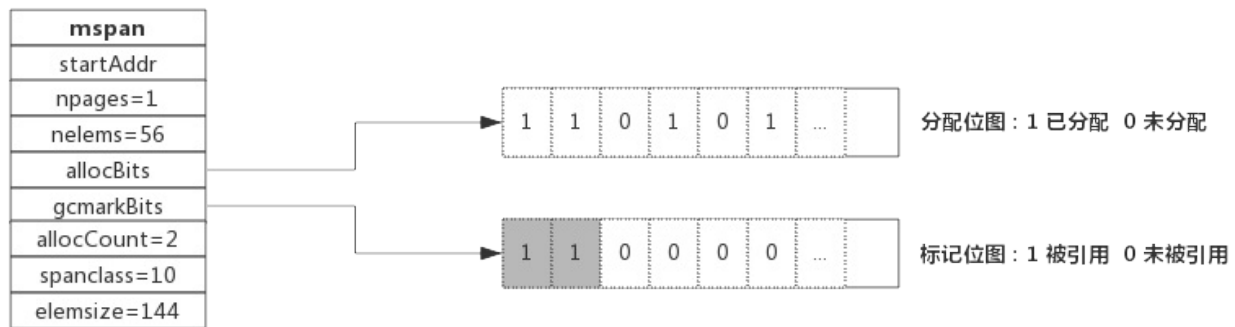 mspan
startAddr
npages=1
nelems=56
allocBits
gcmarkBits
allocCount=2
spanclass=10
elemsize=144
1 1 0 1 0 1 ...
分配位图：1 已分配 0 未分配
1 1 0 0 0 0 ...
标记位图：1 被引用 0 未被引用